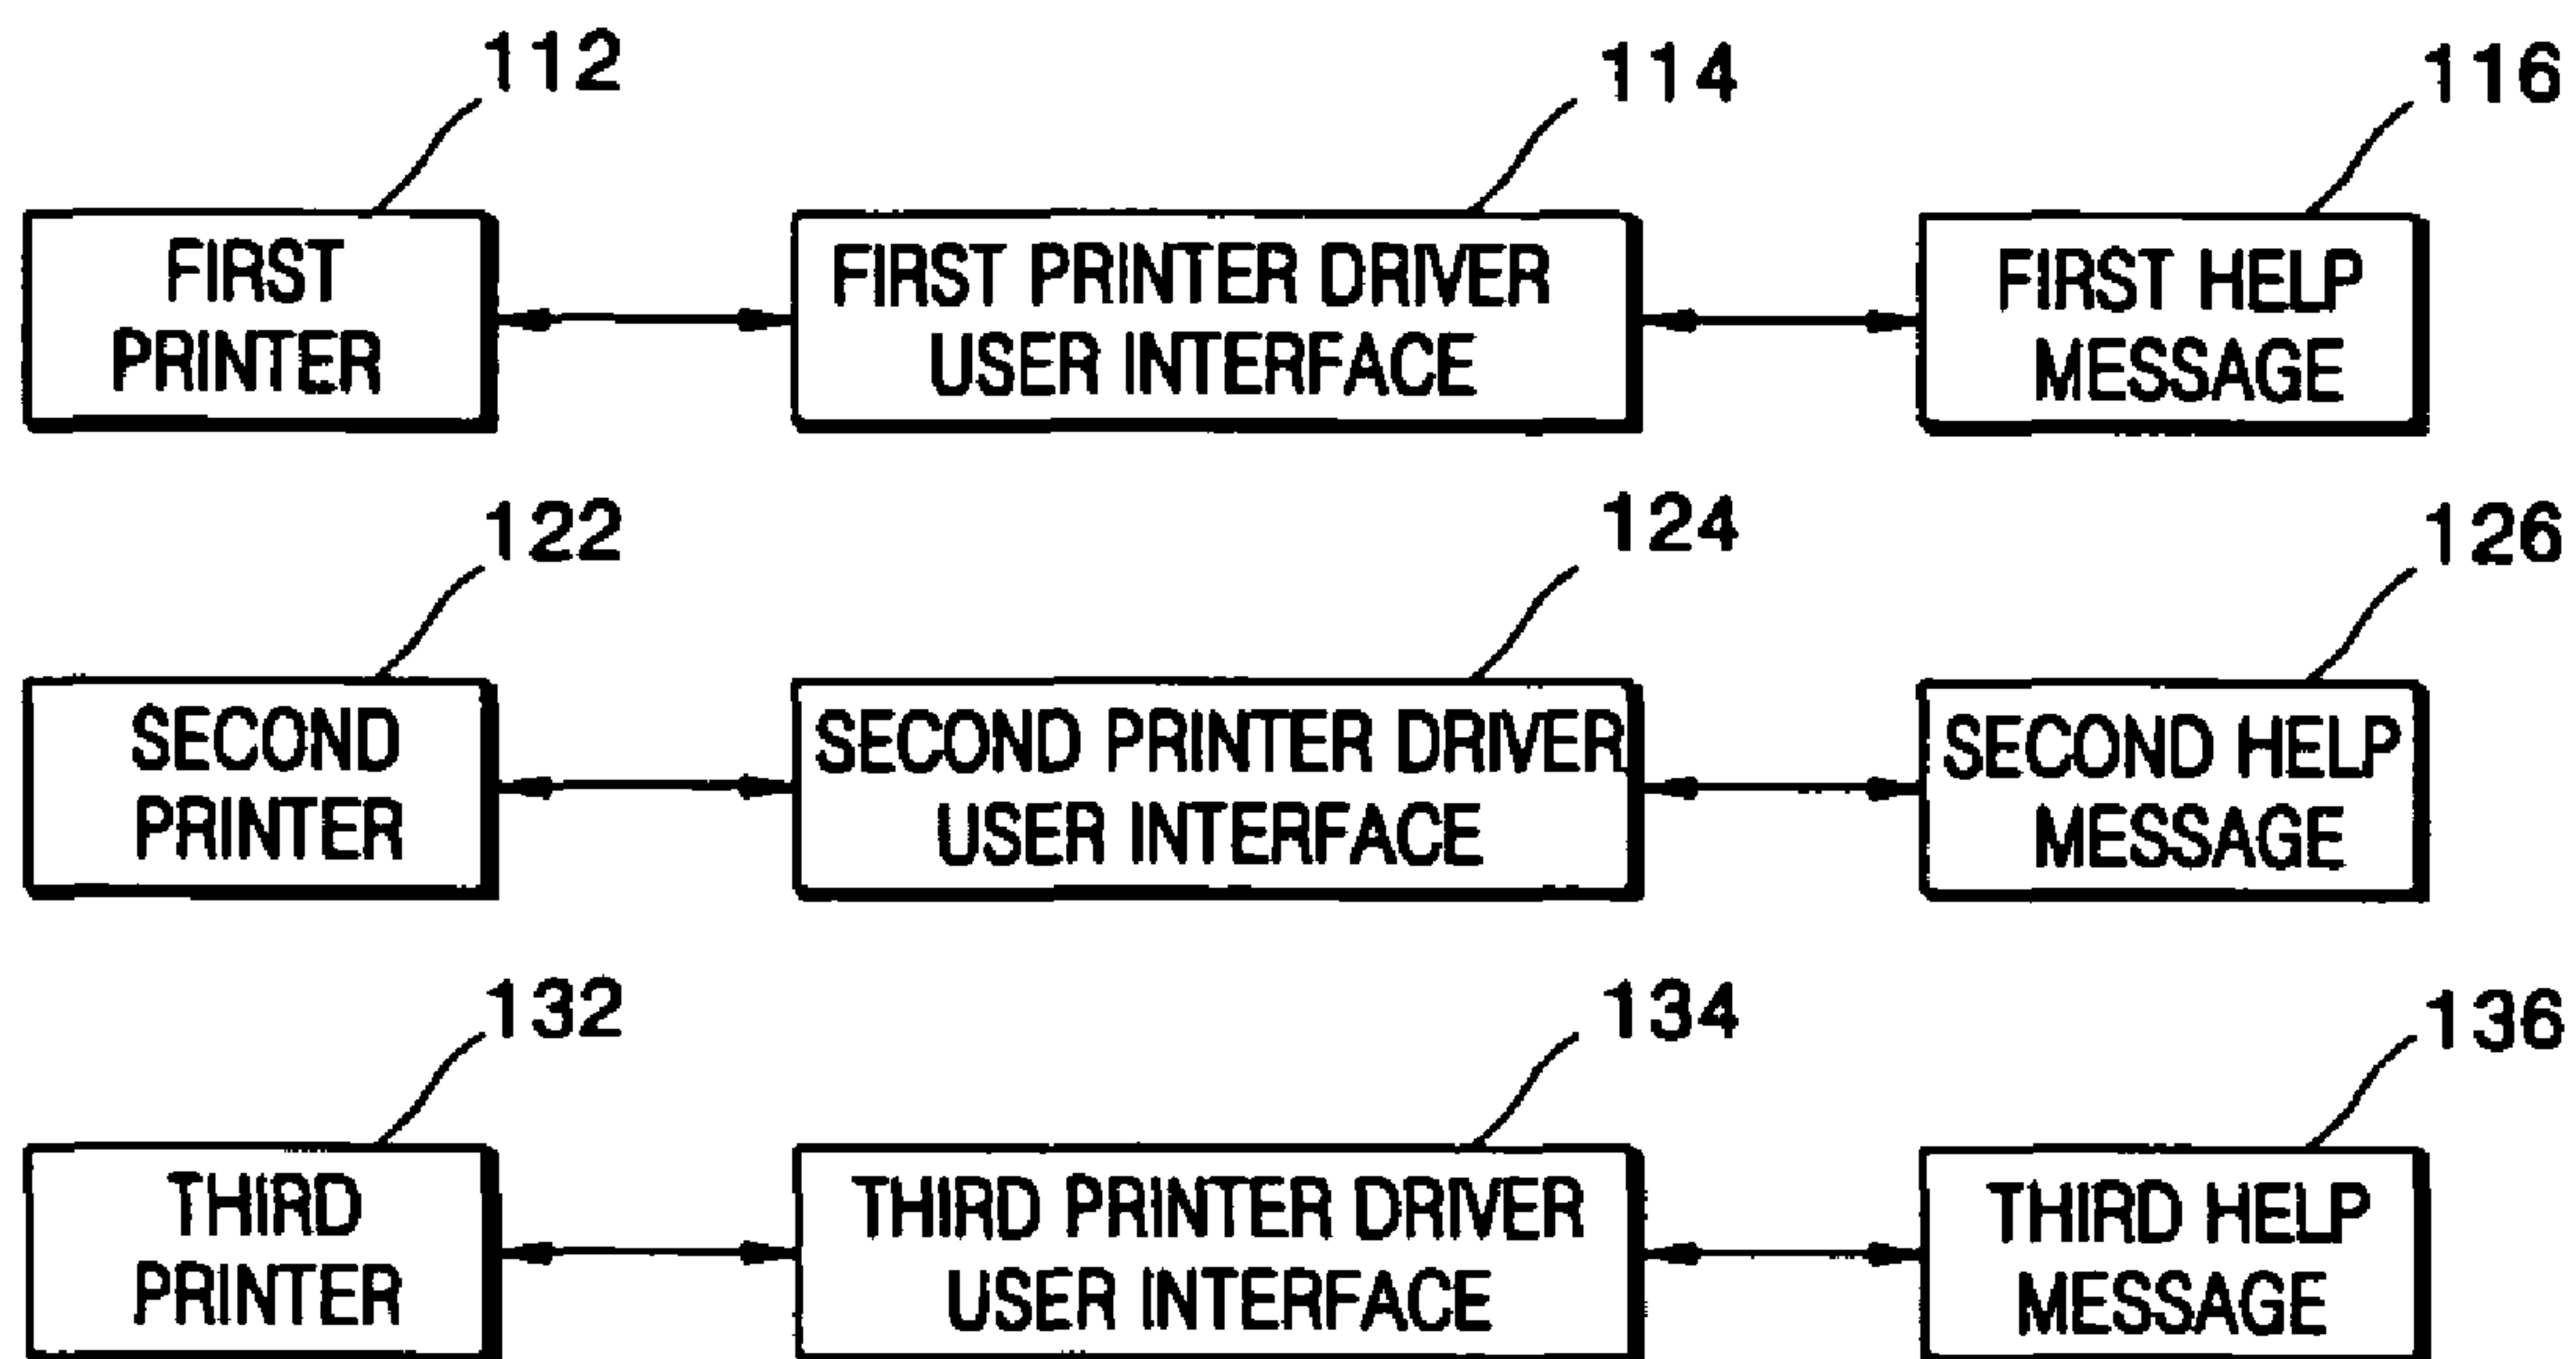 112
114
116
FIRST
PRINTER
FIRST PRINTER DRIVER
USER INTERFACE
FIRST HELP
MESSAGE
122
124
126
SECOND
PRINTER
SECOND PRINTER DRIVER
USER INTERFACE
SECOND HELP
MESSAGE
132
134
136
THIRD
PRINTER
THIRD PRINTER DRIVER
USER INTERFACE
THIRD HELP
MESSAGE